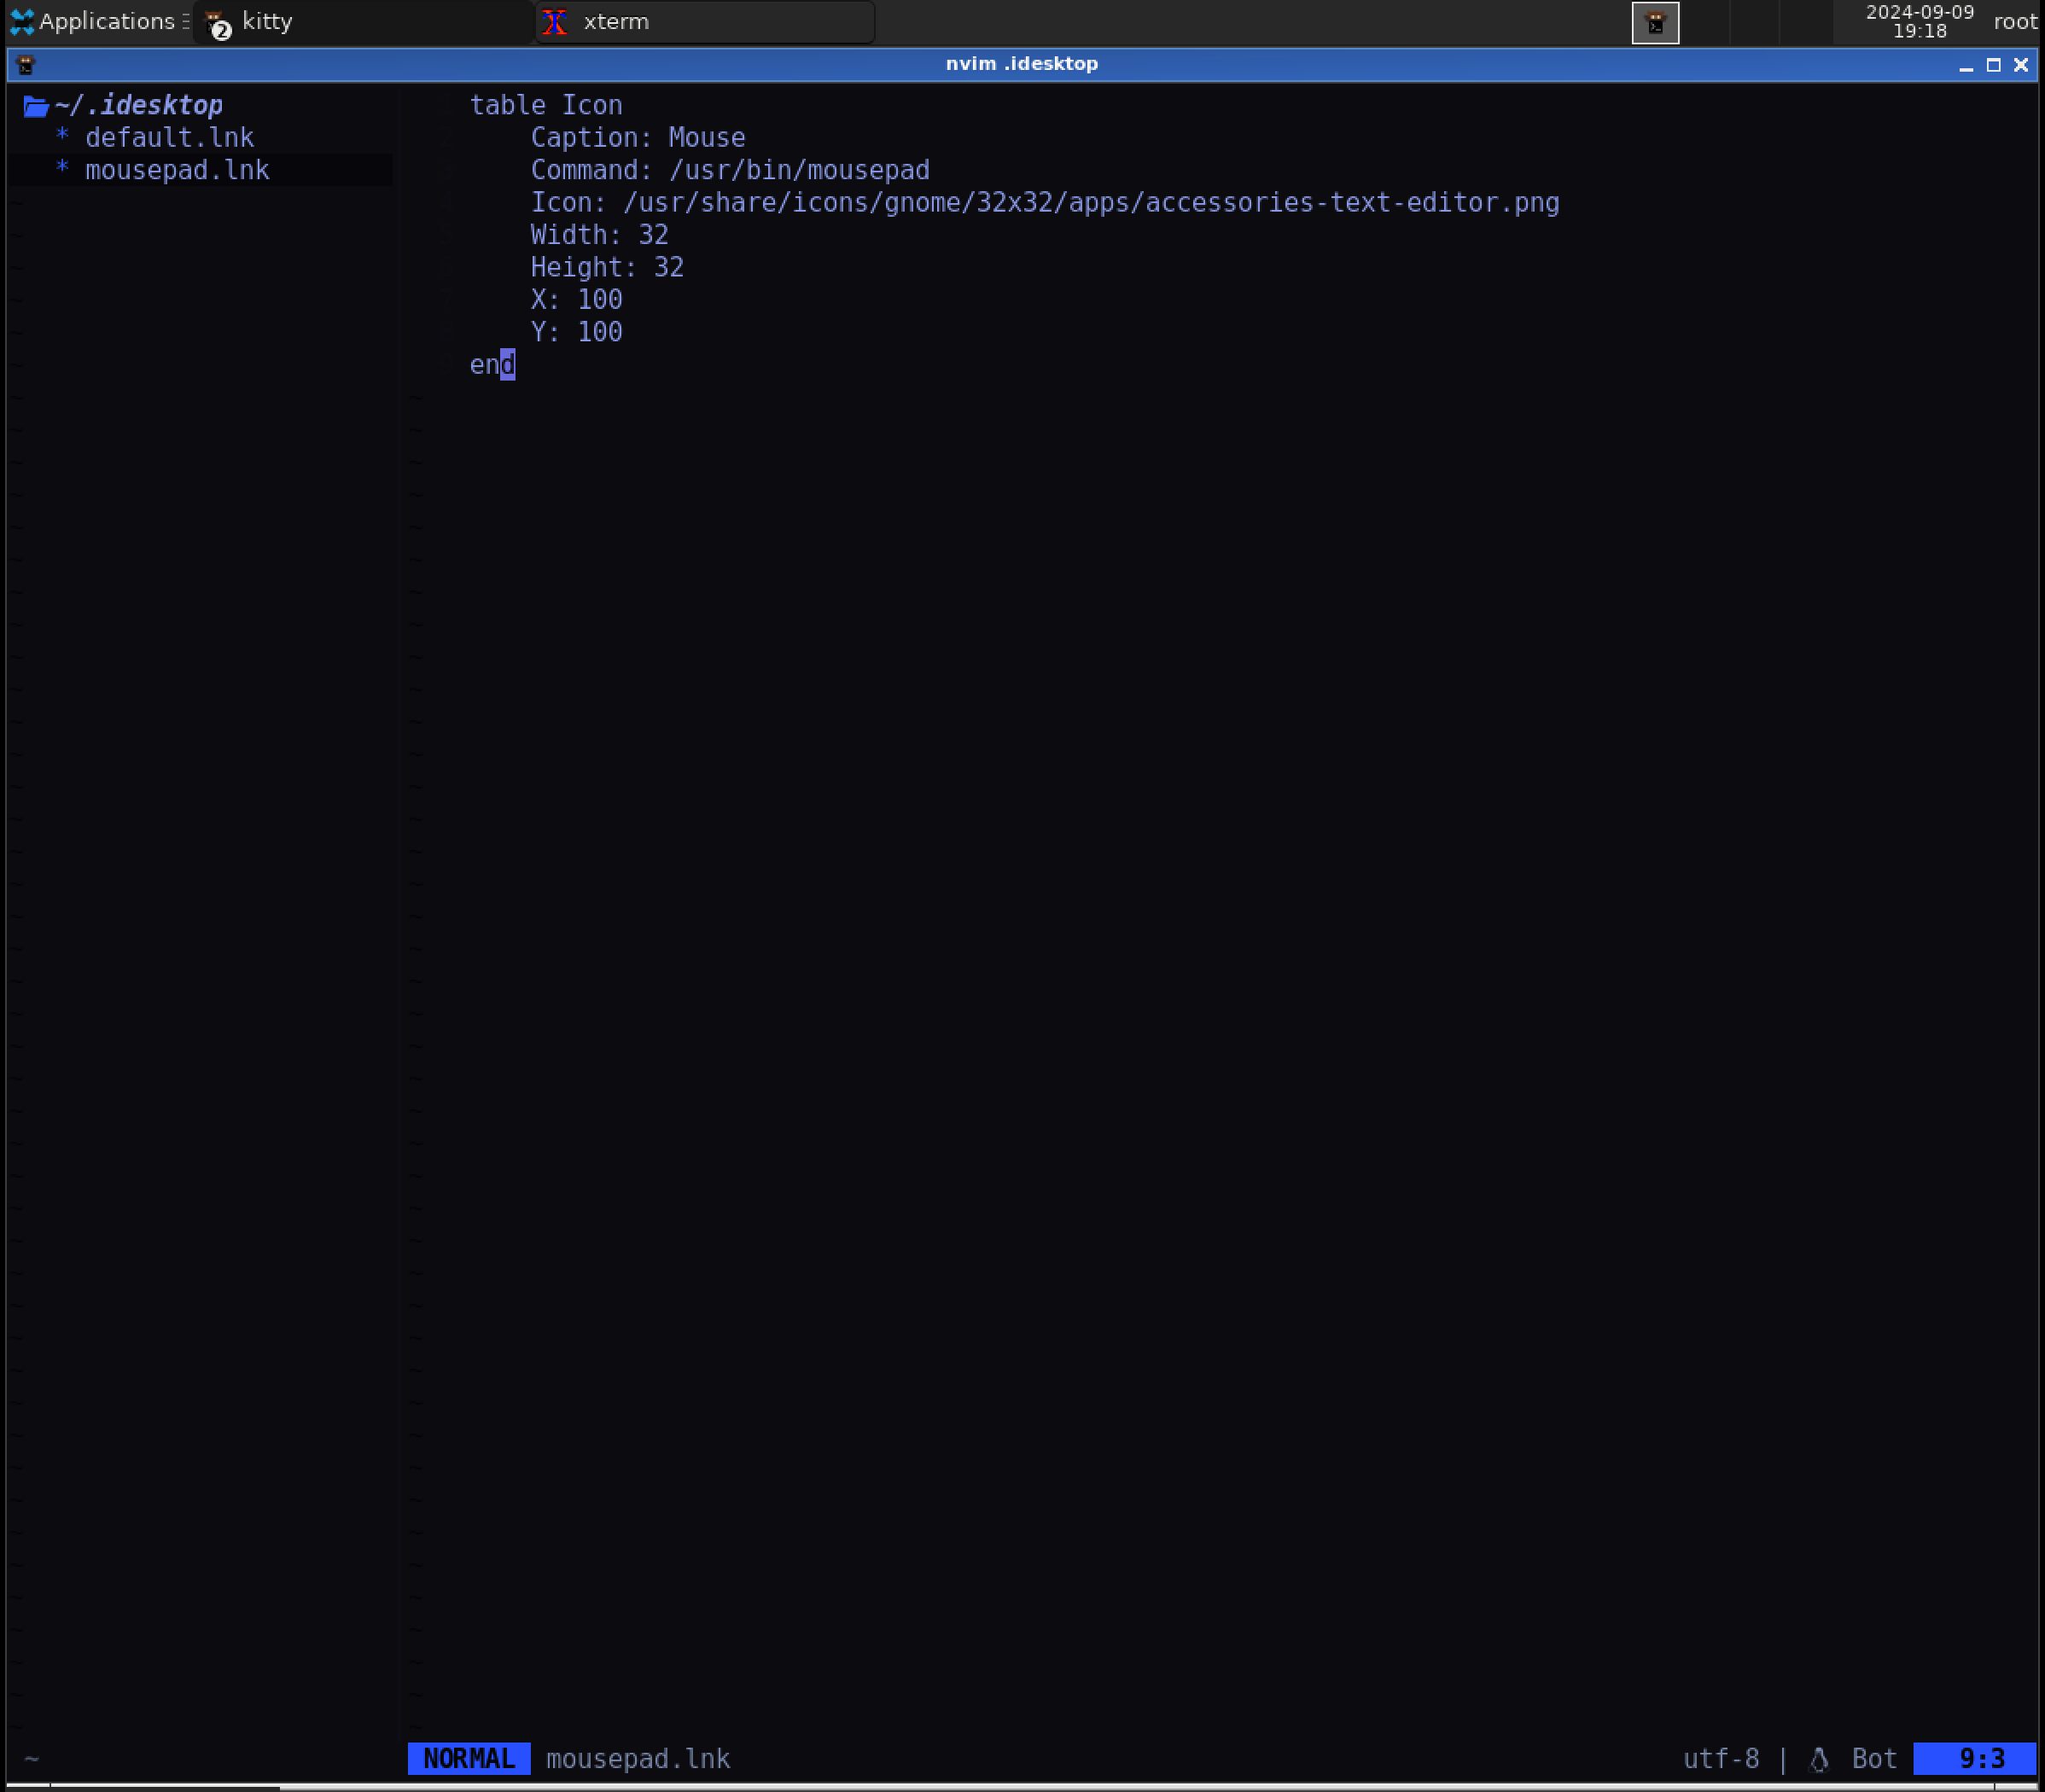 Applications
2 kitty
xterm
2024-09-09
19:18
root
nvim .idesktop
~/.idesktop
* default.lnk
* mousepad.lnk
table Icon
Caption: Mouse
Command: /usr/bin/mousepad
Icon: /usr/share/icons/gnome/32x32/apps/accessories-text-editor.png
Width: 32
Height: 32
X: 100
Y: 100
end
~
NORMAL mousepad.lnk
utf-8 | Bot 9:3